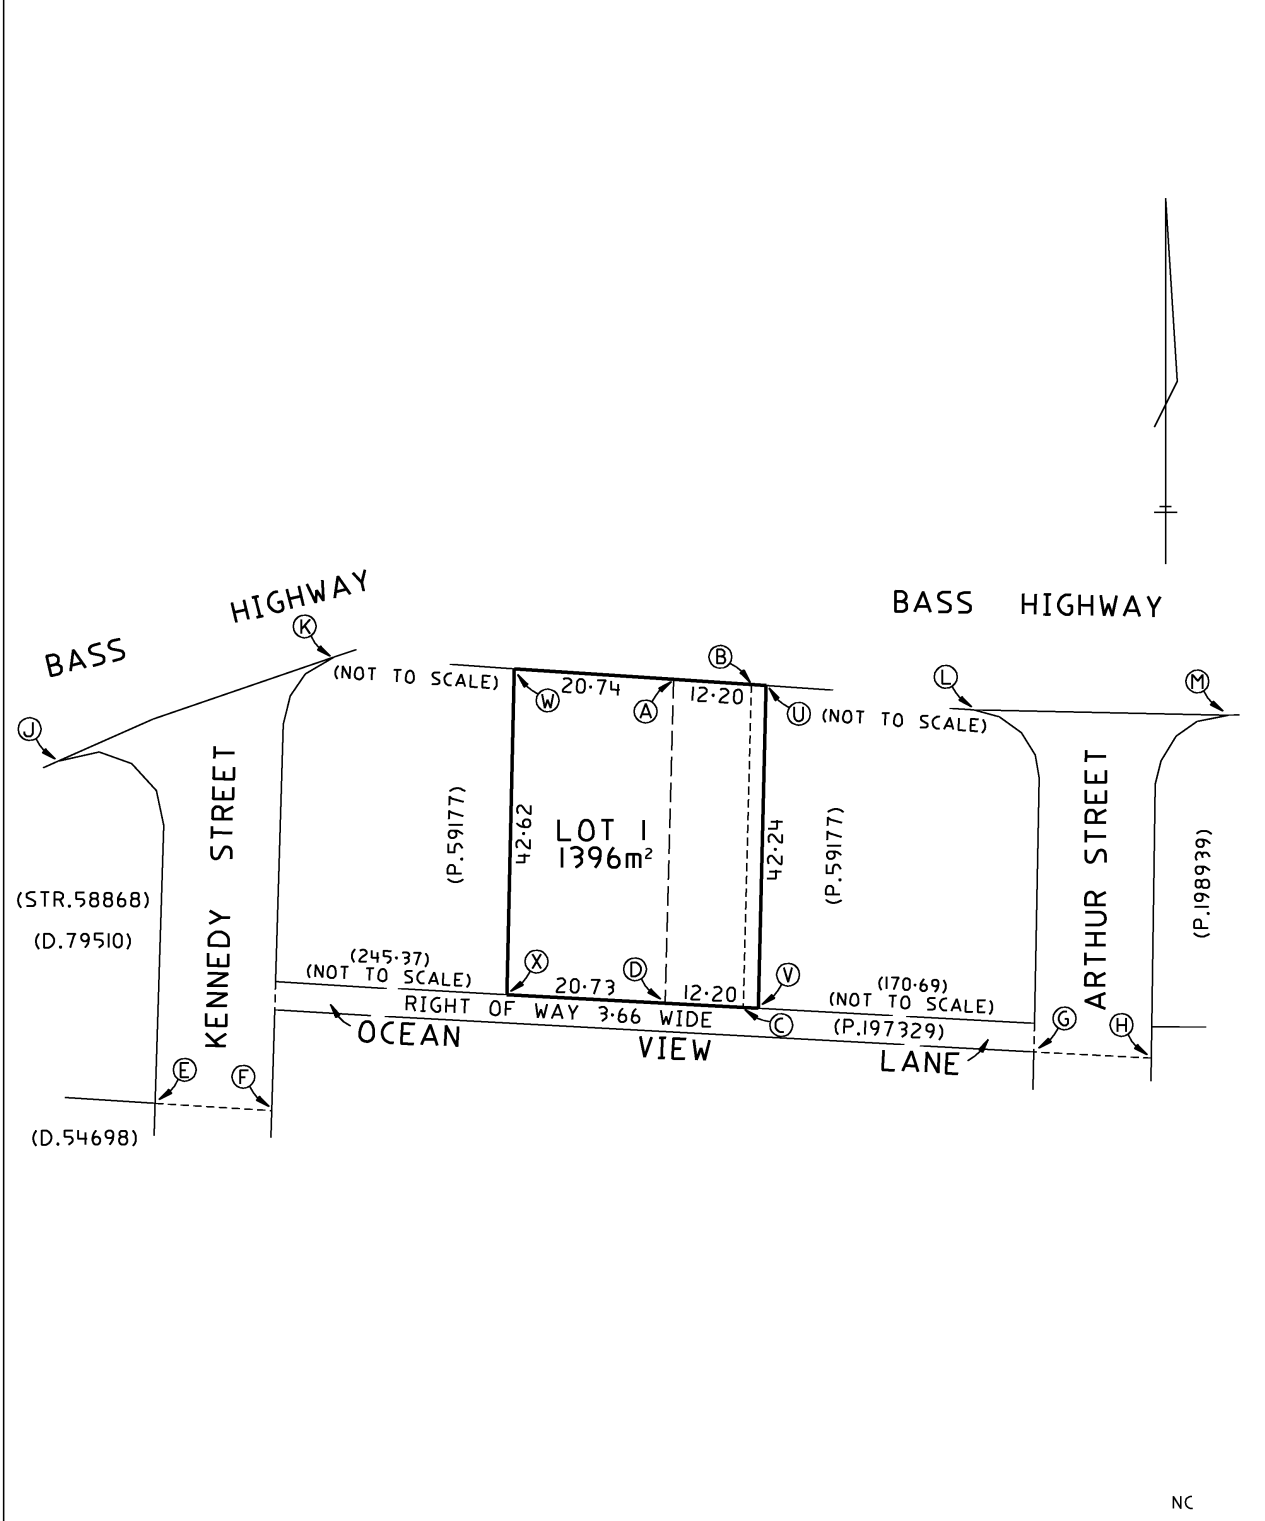 BASS HIGHWAY
BASS HIGHWAY
K
J
(NOT TO SCALE)
W
20·74
A
B
12·20
U
(NOT TO SCALE)
L
M
KENNEDY STREET
(P.59177)
42·62
LOT 1
1396m²
42·24
(P.59177)
ARTHUR STREET
(P.198939)
(STR.58868)
(D.79510)
(245·37)
(NOT TO SCALE)
X
20·73
D
12·20
V
C
(170·69)
(NOT TO SCALE)
RIGHT OF WAY 3·66 WIDE
(P.197329)
OCEAN VIEW LANE
G
H
E
F
(D.54698)
NC